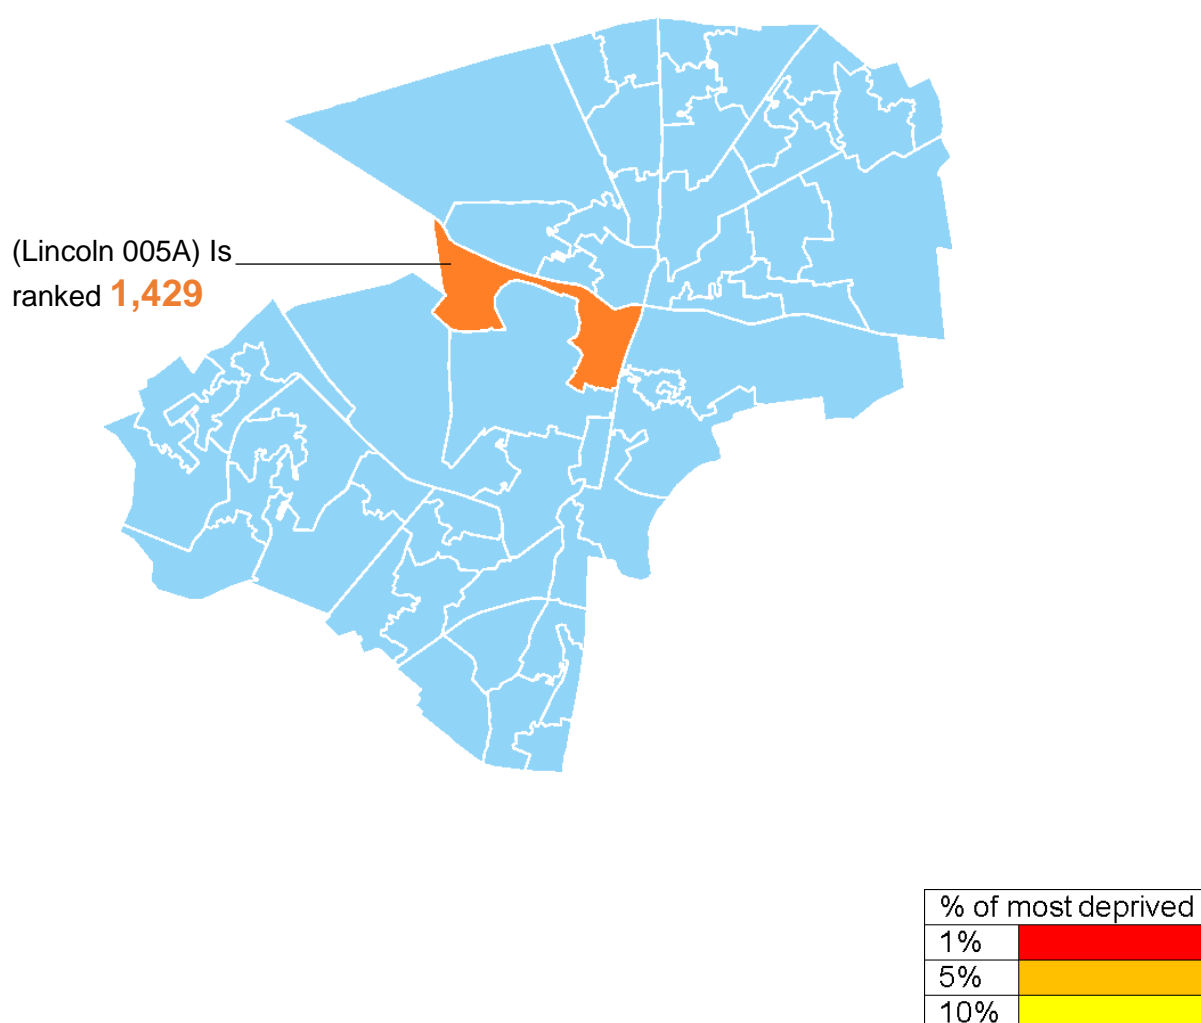 (Lincoln 005A) Is
ranked 1,429
% of most deprived
1%
5%
10%